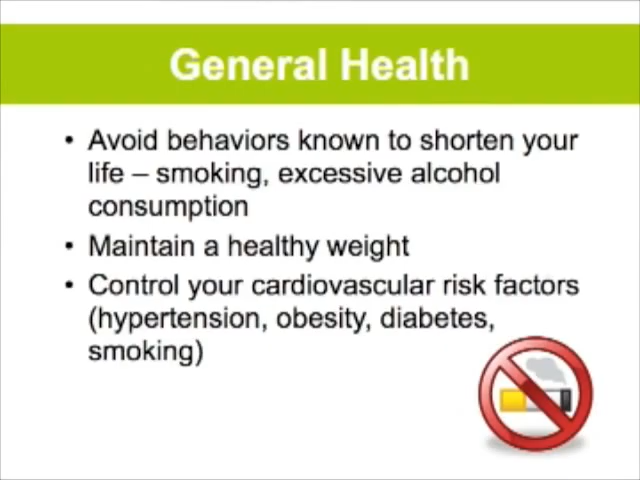 General Health
• Avoid behaviors known to shorten your
life – smoking, excessive alcohol
consumption
• Maintain a healthy weight
• Control your cardiovascular risk factors
(hypertension, obesity, diabetes,
smoking)